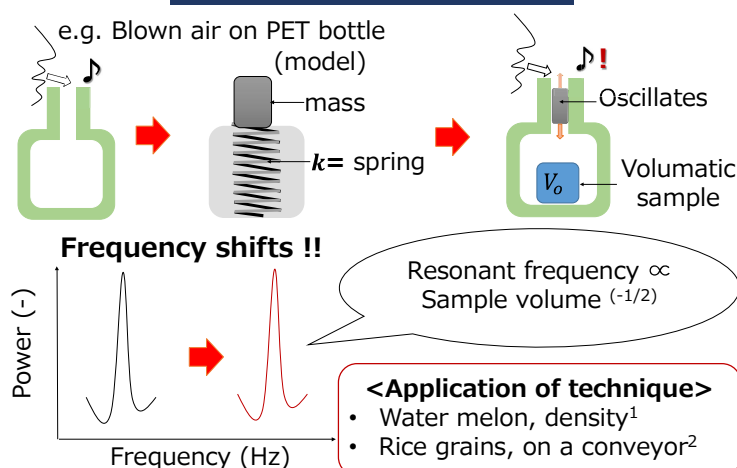 e.g. Blown air on PET bottle
(model)
♪
mass
k= spring
♪!
Oscillates
Vo
Volumatic
sample
Frequency shifts !!
Power (-)
Frequency (Hz)
Resonant frequency ∝
Sample volume (-1/2)
<Application of technique>
• Water melon, density1
• Rice grains, on a conveyor2